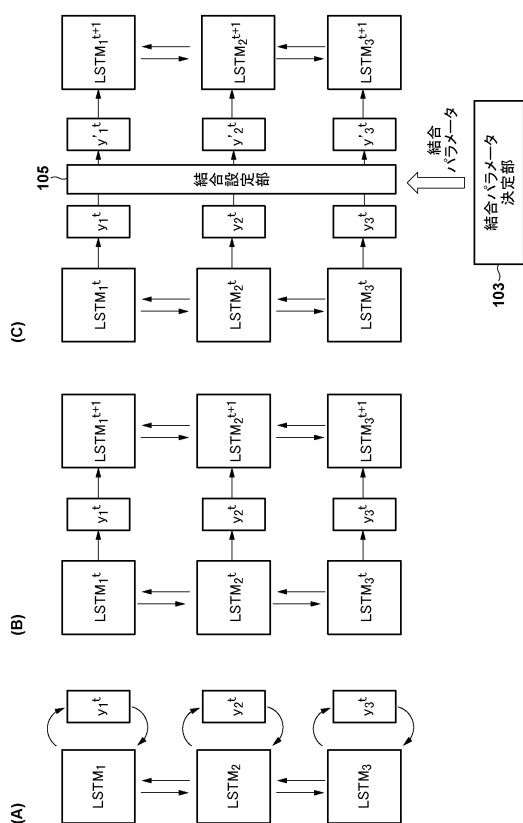 (A)
LSTM₁
y₁ᵗ
LSTM₂
y₂ᵗ
LSTM₃
y₃ᵗ
(B)
LSTM₁ᵗ
y₁ᵗ
LSTM₁ᵗ⁺¹
LSTM₂ᵗ
y₂ᵗ
LSTM₂ᵗ⁺¹
LSTM₃ᵗ
y₃ᵗ
LSTM₃ᵗ⁺¹
(C)
105
LSTM₁ᵗ
y₁ᵗ
y'₁ᵗ
LSTM₁ᵗ⁺¹
LSTM₂ᵗ
y₂ᵗ
結合設定部
y'₂ᵗ
LSTM₂ᵗ⁺¹
LSTM₃ᵗ
y₃ᵗ
y'₃ᵗ
LSTM₃ᵗ⁺¹
結合
パラメータ
103
結合パラメータ
決定部